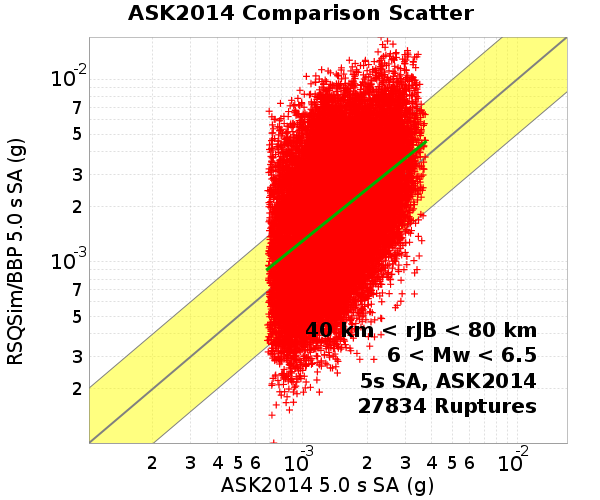 ASK2014 Comparison Scatter
RSQSim/BBP 5.0 s SA (g)
10-2
7
5
3
2
10-3
7
5
3
2
40 km < rJB < 80 km
6 < Mw < 6.5
5s SA, ASK2014
27834 Ruptures
2 3 4 5 6 10-3 2 3 4 5 6 10-2
ASK2014 5.0 s SA (g)